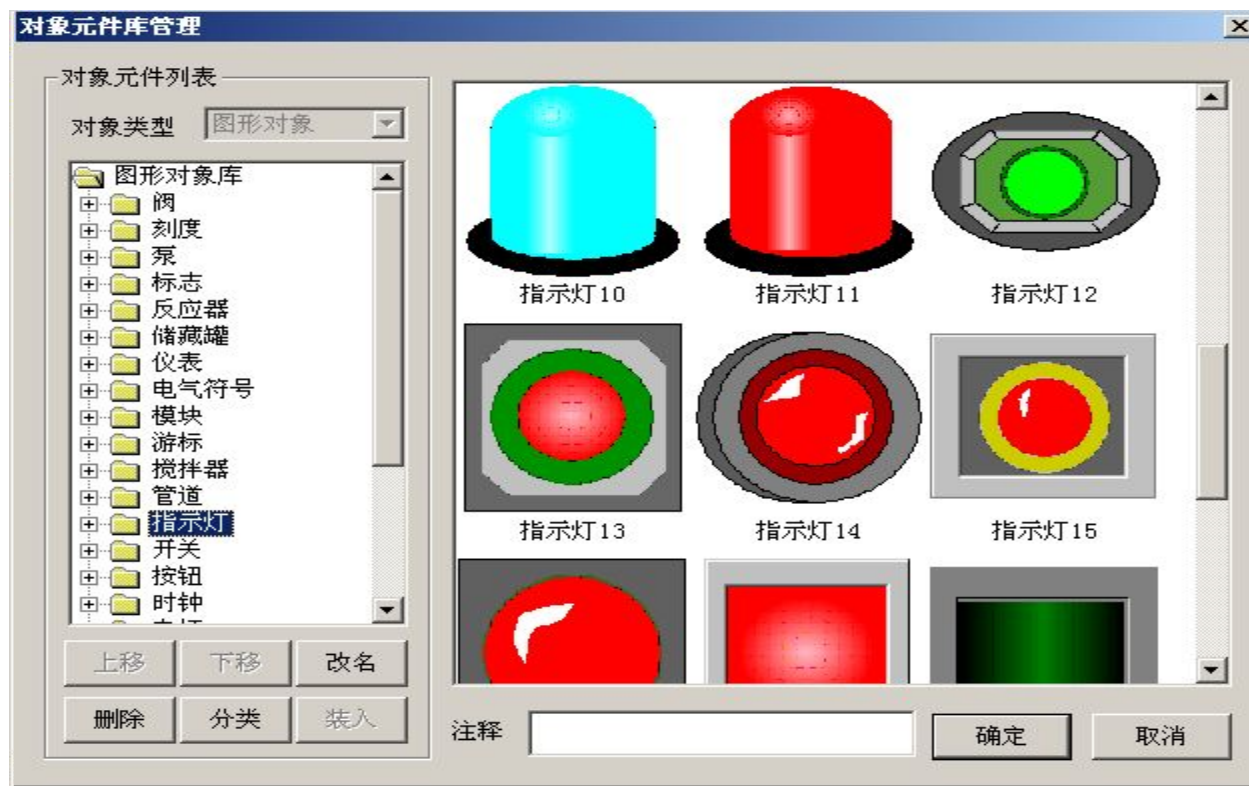 对象元件库管理
对象元件列表
对象类型 图形对象
图形对象库
阀
刻度
泵
标志
反应器
储藏罐
仪表
电气符号
模块
游标
搅拌器
管道
指示灯
开关
按钮
时钟
上移 下移 改名
删除 分类 装入
指示灯10 指示灯11 指示灯12
指示灯13 指示灯14 指示灯15
注释 确定 取消